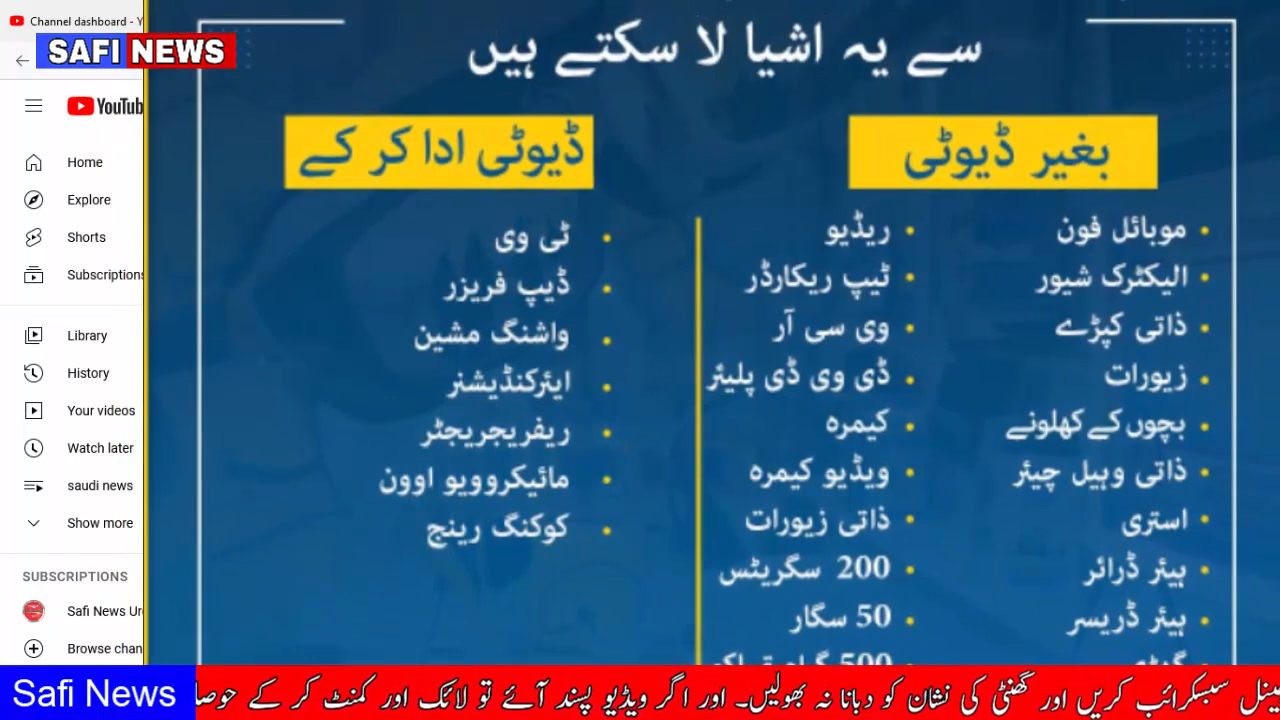 Channel dashboard - Y
SAFI NEWS
YouTub
Home
Explore
Shorts
Subscriptions
Library
History
Your videos
Watch later
saudi news
Show more
SUBSCRIPTIONS
Safi News Ur
Browse chan
سے یہ اشیا لا سکتے ہیں
بغیر ڈیوٹی
موبائل فون
الیکٹرک شیور
ذاتی کپڑے
زیورات
بچوں کے کھلونے
ذاتی وہیل چیئر
استری
ہیئر ڈرائر
ہیئر ڈریسر
ریڈیو
ٹیپ ریکارڈر
وی سی آر
ڈی وی ڈی پلیئر
کیمرہ
ویڈیو کیمرہ
ذاتی زیورات
200 سگریٹس
50 سگار
500 گرام
ڈیوٹی ادا کر کے
ٹی وی
ڈیپ فریزر
واشنگ مشین
ایئرکنڈیشنر
ریفریجریجٹر
مائیکروویو اوون
کوکنگ رینج
Safi News
سبسکرائب کریں اور گھنٹی کی نشان کو دبانا نہ بھولیں۔ اور اگر ویڈیو پسند آئے تو لائک اور کمنٹ کر کے حوصا